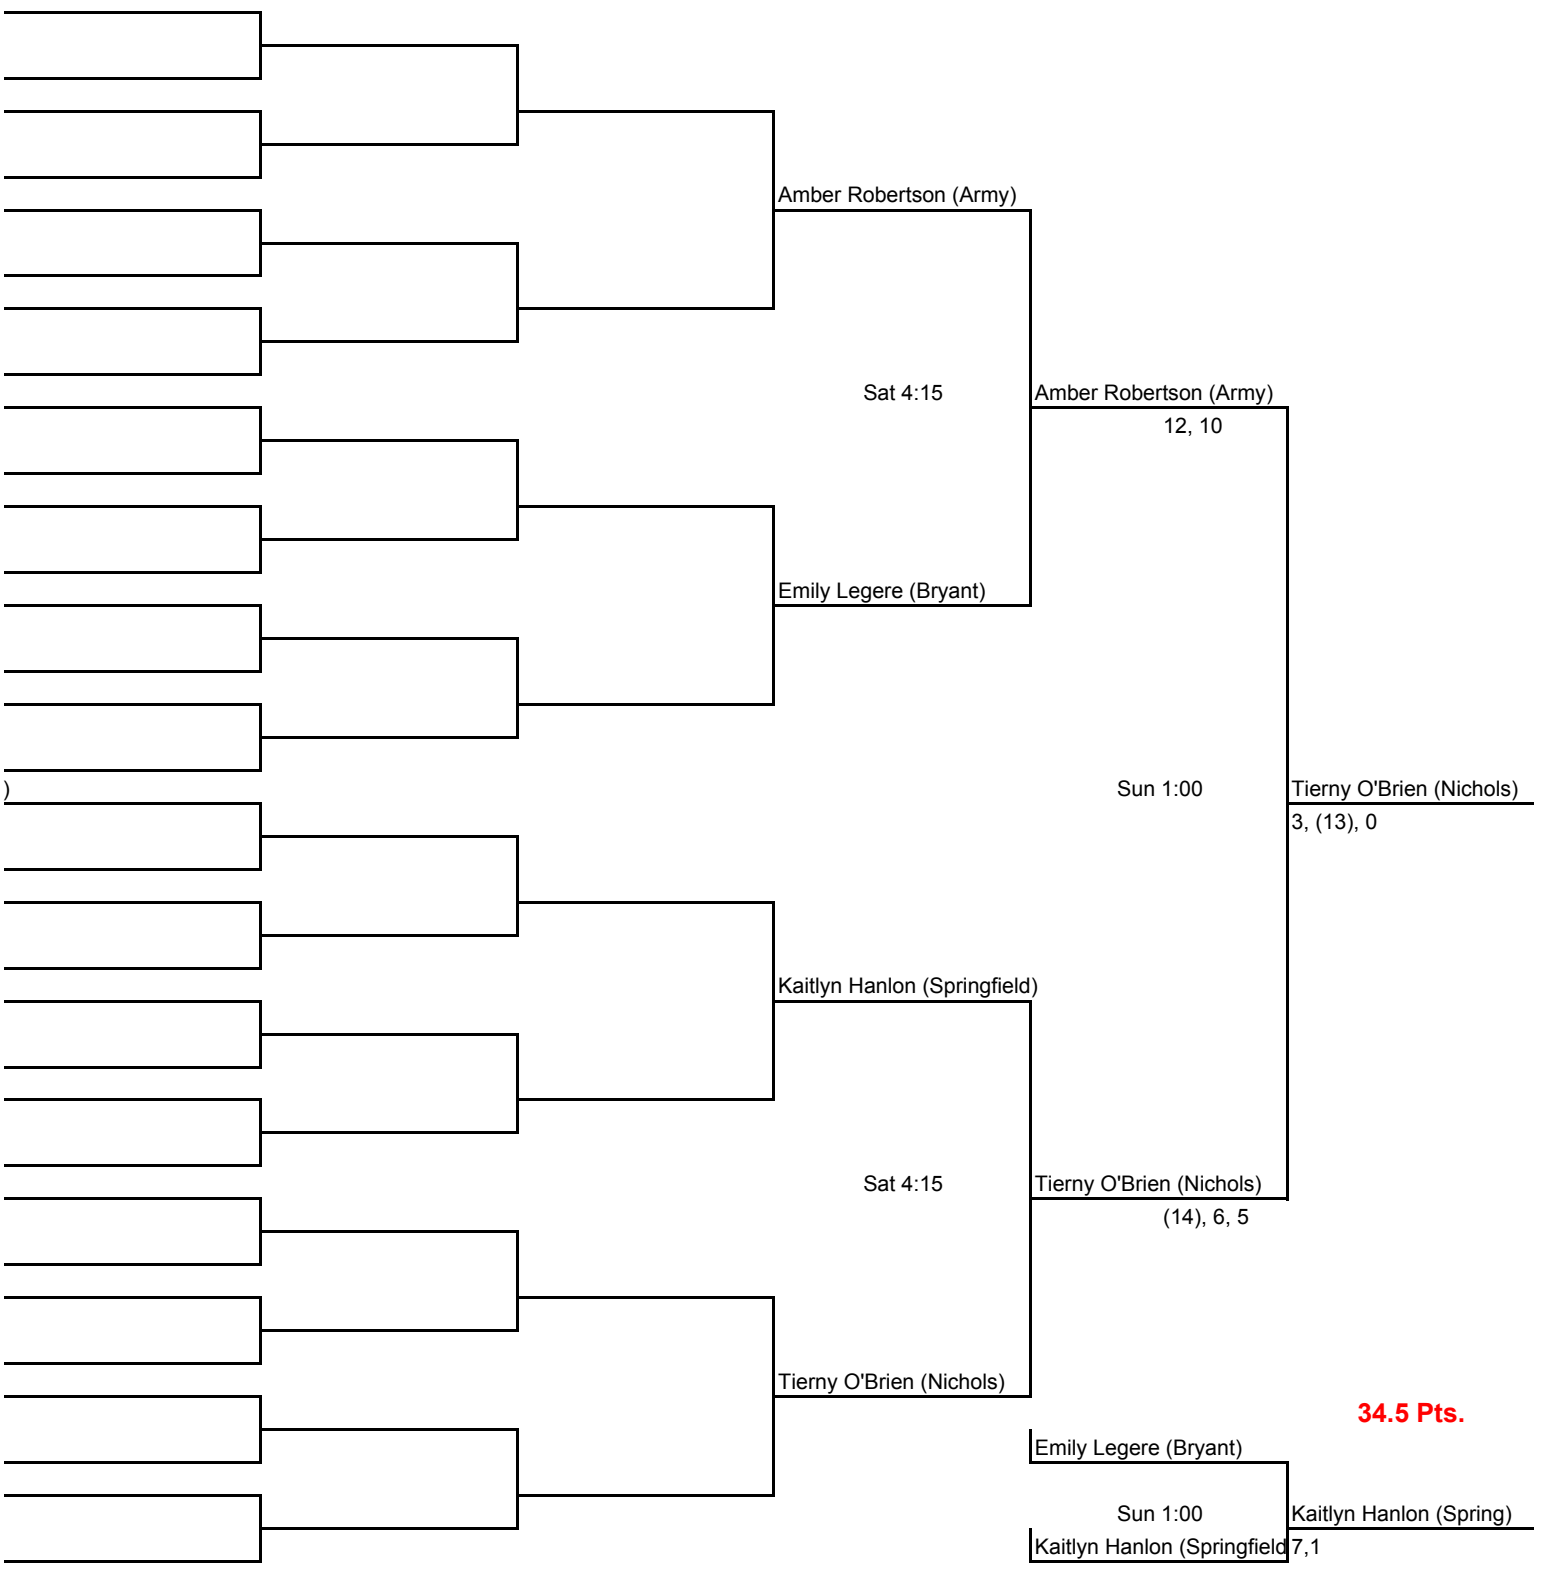 Amber Robertson (Army)
Sat 4:15
Amber Robertson (Army)
12, 10
Emily Legere (Bryant)
)
Sun 1:00
Tierny O'Brien (Nichols)
3, (13), 0
Kaitlyn Hanlon (Springfield)
Sat 4:15
Tierny O'Brien (Nichols)
(14), 6, 5
Tierny O'Brien (Nichols)
34.5 Pts.
Emily Legere (Bryant)
Sun 1:00
Kaitlyn Hanlon (Spring)
Kaitlyn Hanlon (Springfield
7,1